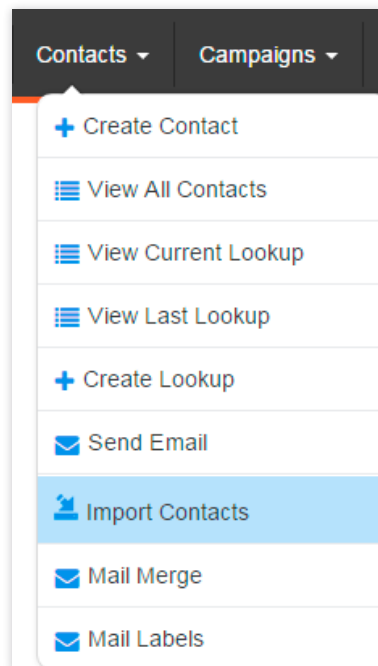 Contacts Campaigns
Create Contact
View All Contacts
View Current Lookup
View Last Lookup
Create Lookup
Send Email
Import Contacts
Mail Merge
Mail Labels